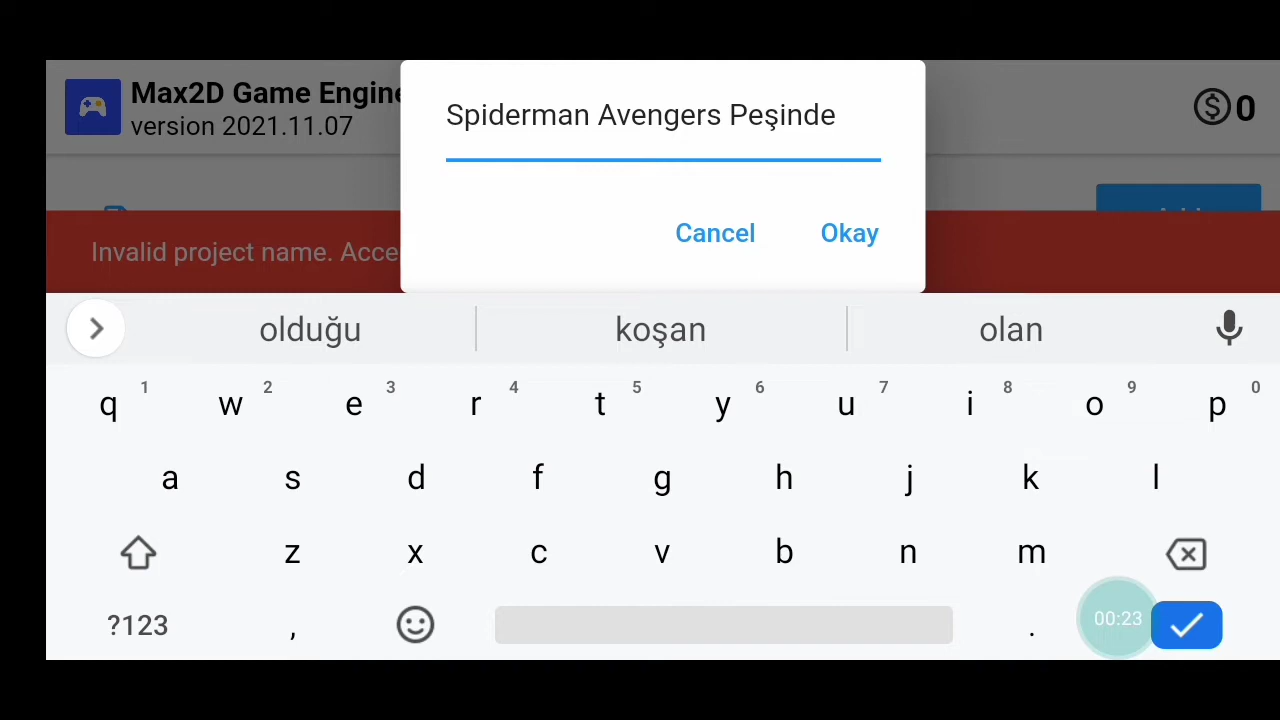 Max2D Game Engine
version 2021.11.07
0
Spiderman Avengers Peşinde
Cancel
Okay
Invalid project name. Acce
olduğu
koşan
olan
q 1 w 2 e 3 r 4 t 5 y 6 u 7 i 8 o 9 p 0
a s d f g h j k l
z x c v b n m
?123 , .
00:23